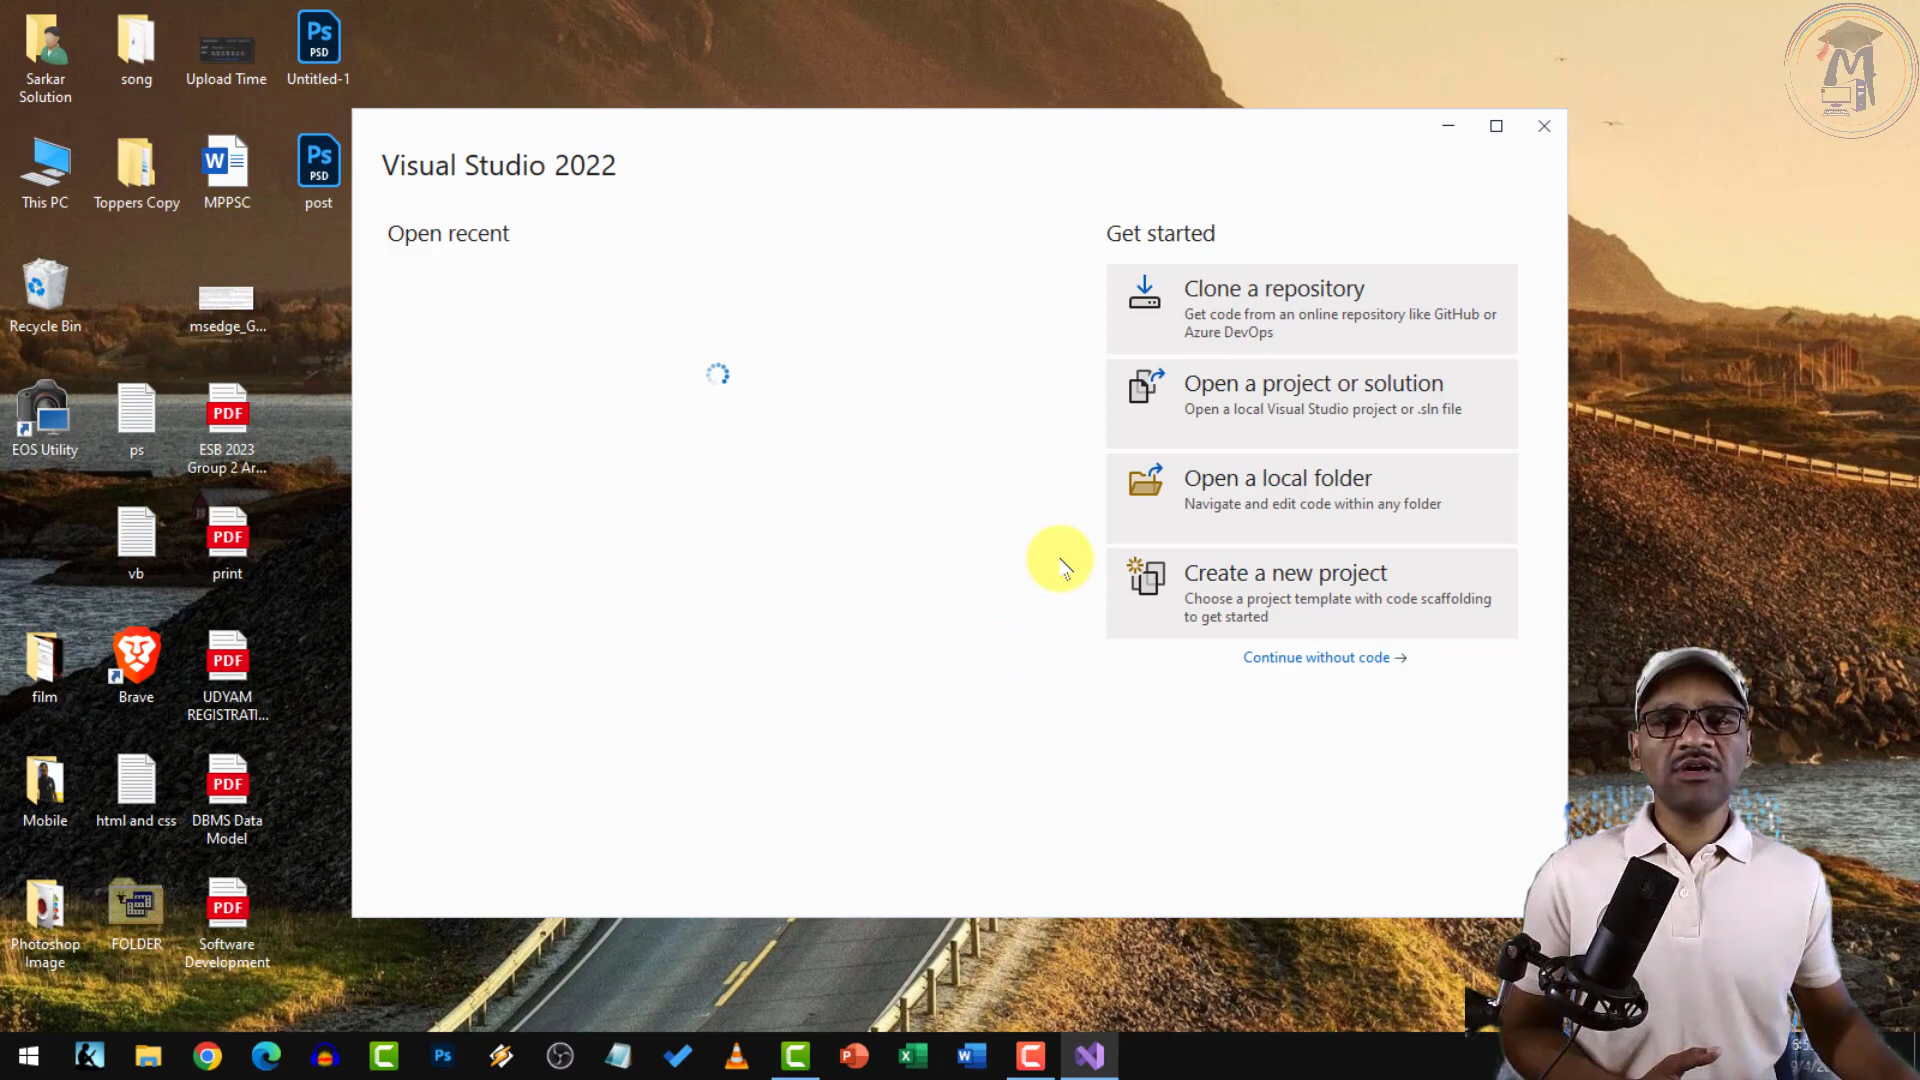 Sarkar
Solution
song
Upload Time
Ps
PSD
Untitled-1
This PC
Toppers Copy
W
MPPSC
Ps
PSD
post
Recycle Bin
msedge_G...
EOS Utility
ps
PDF
ESB 2023
Group 2 Ar...
vb
PDF
print
film
Brave
PDF
UDYAM
REGISTRATI...
Mobile
html and css
PDF
DBMS Data
Model
Photoshop
Image
FOLDER
PDF
Software
Development
Visual Studio 2022
Open recent
Get started
Clone a repository
Get code from an online repository like GitHub or
Azure DevOps
Open a project or solution
Open a local Visual Studio project or .sln file
Open a local folder
Navigate and edit code within any folder
Create a new project
Choose a project template with code scaffolding
to get started
Continue without code →
M